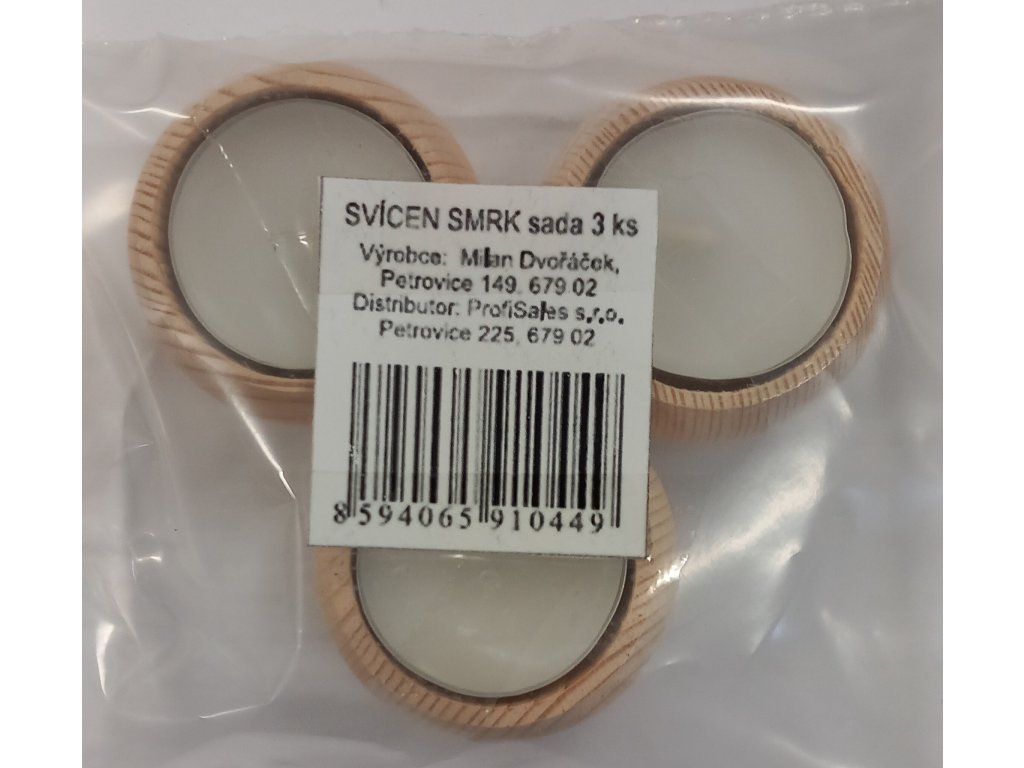 SVÍCEN SMRK sada 3 ks
Výrobce: Milan Dvořáček,
Petrovice 149, 679 02
Distributor: ProfiSales s.r.o.
Petrovice 225, 679 02
8 594065 910449